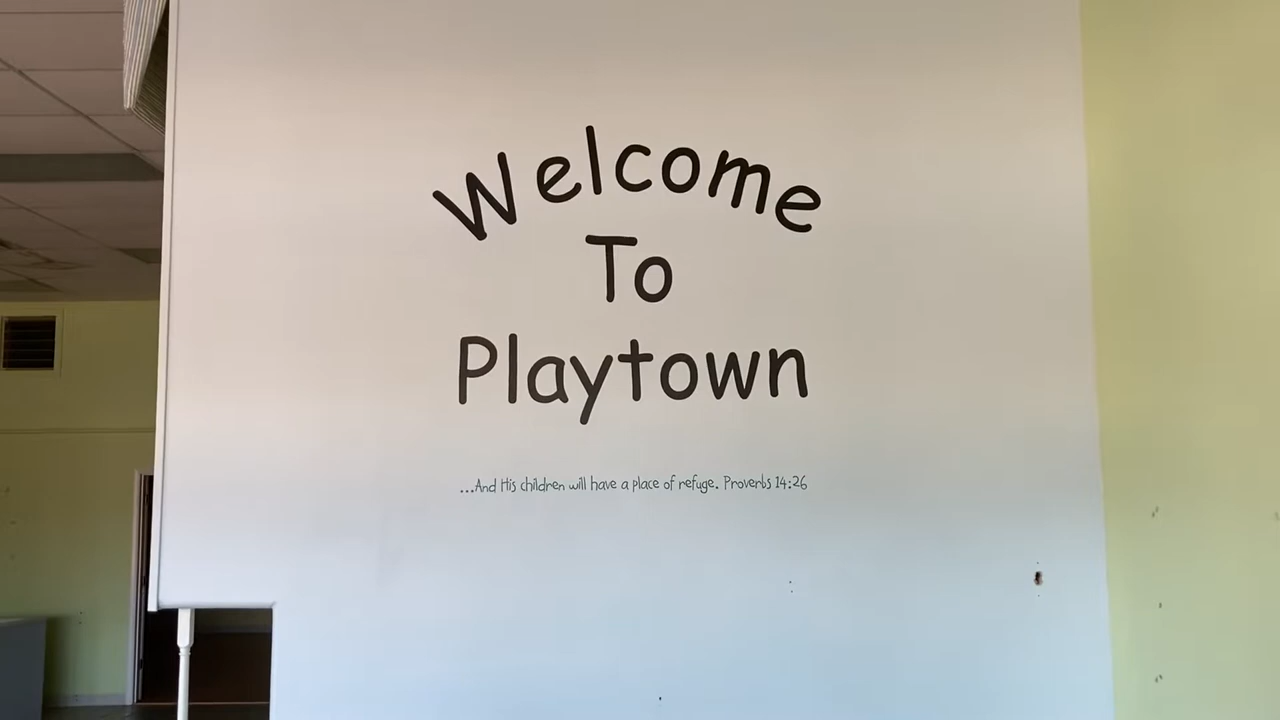 Welcome
To
Playtown
...And His children will have a place of refuge. Proverbs 14:26